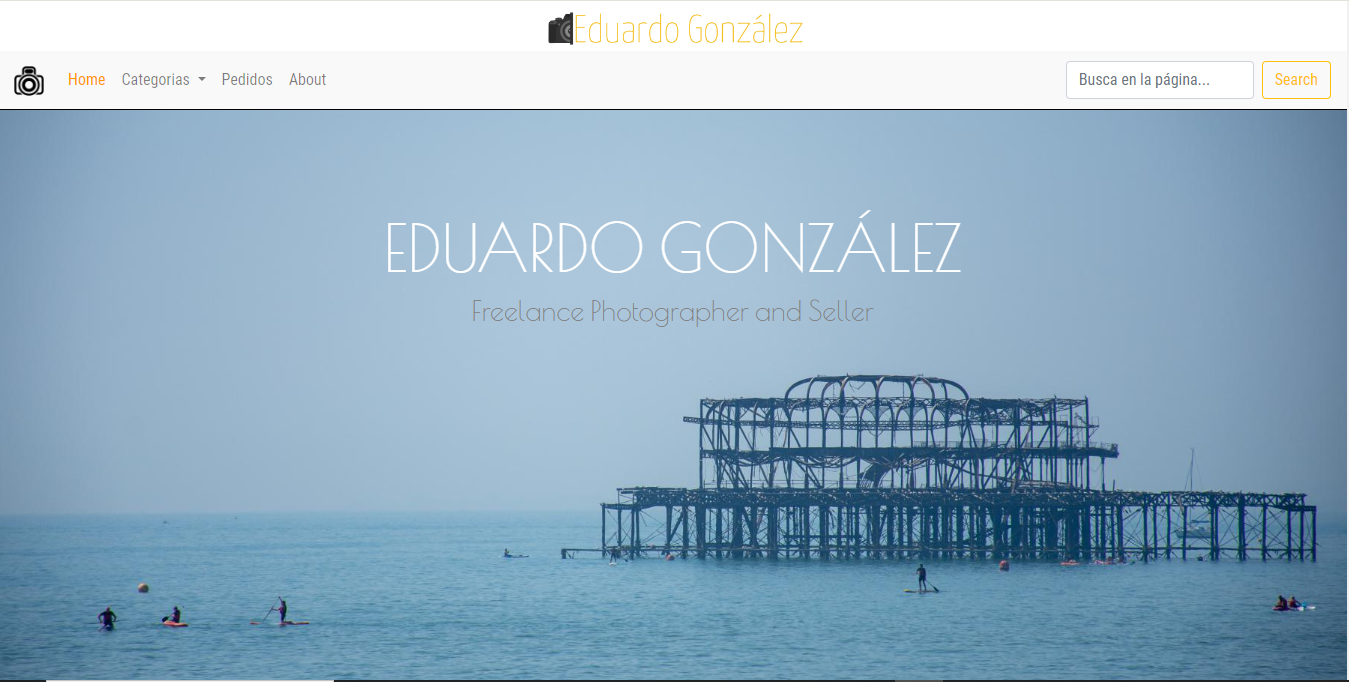 Eduardo González
Home Categorias Pedidos About Busca en la página... Search
EDUARDO GONZÁLEZ
Freelance Photographer and Seller